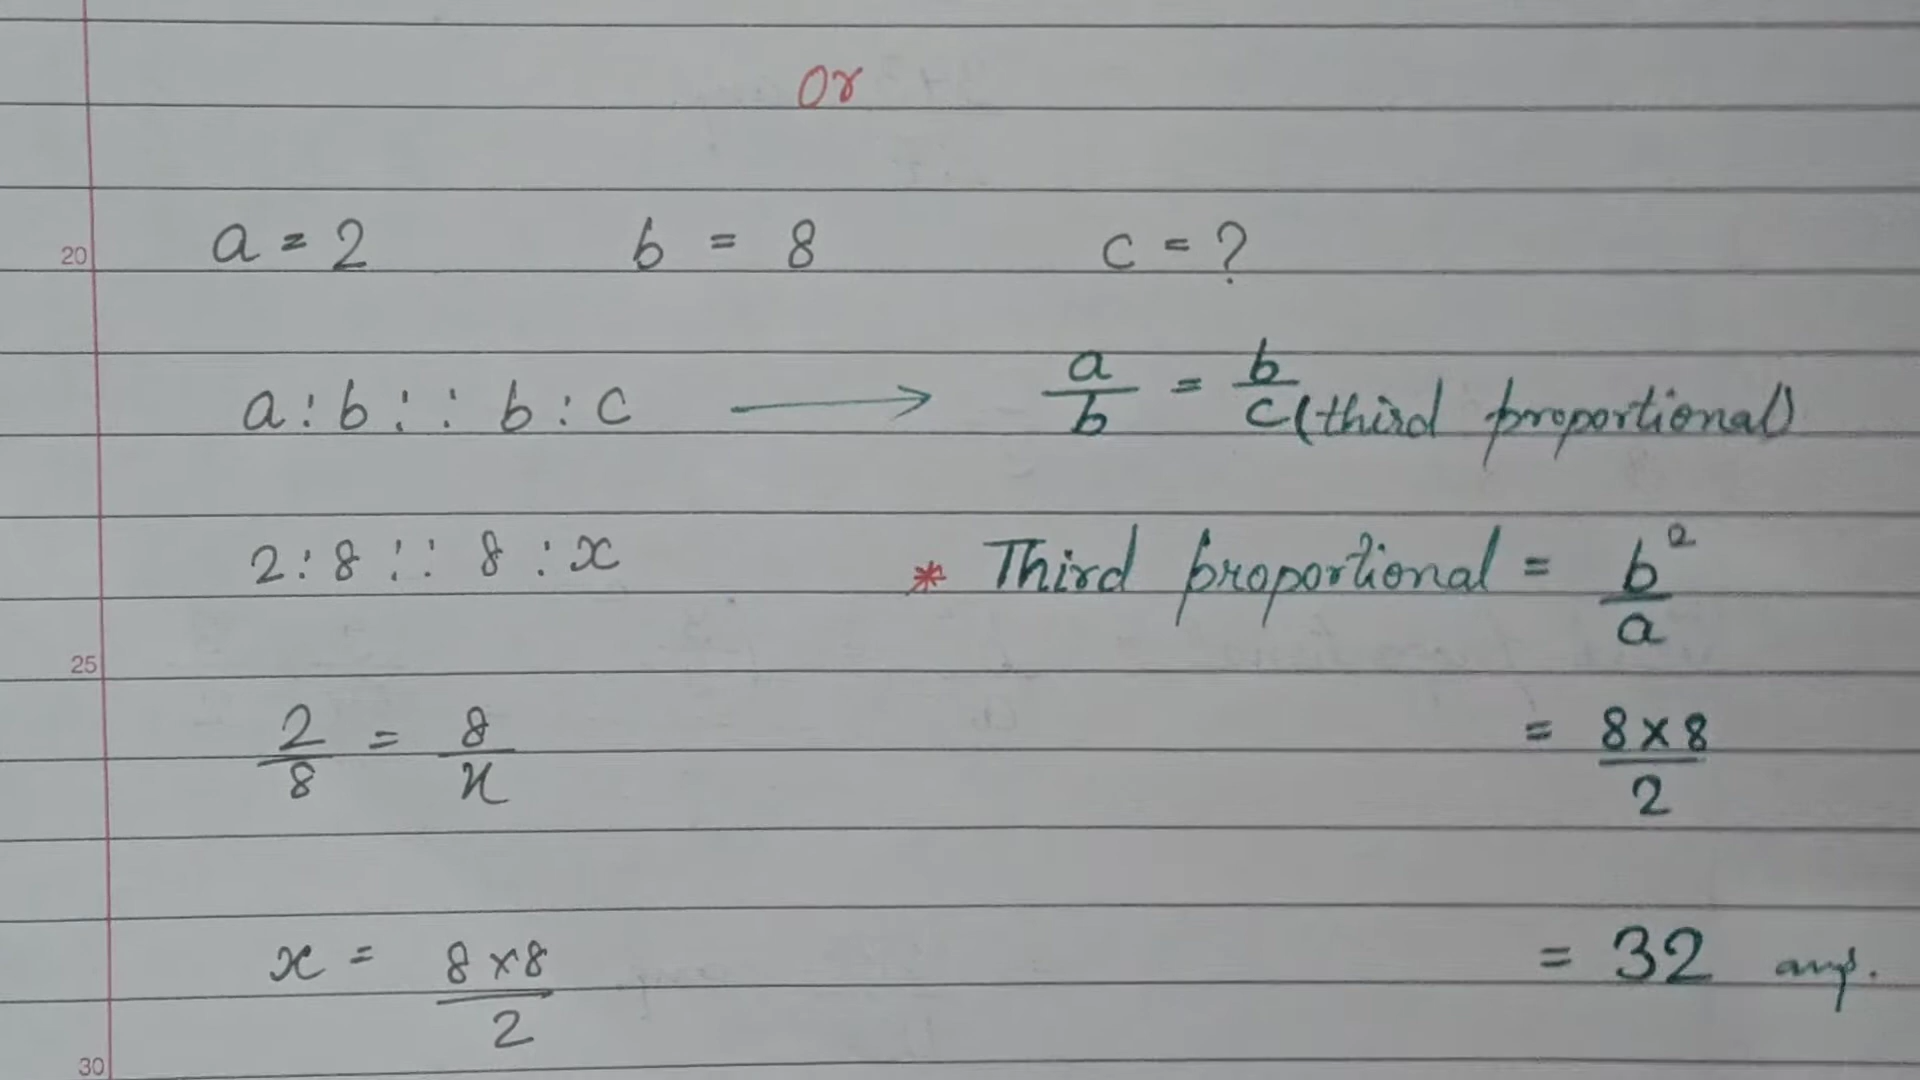 or
20 a = 2 b = 8 c = ?
a : b : : b : c → a/b = b/c (third proportional)
2 : 8 : : 8 : x * Third proportional = b²/a
25
2/8 = 8/x = 8×8/2
x = 8×8/2 = 32 ans.
30